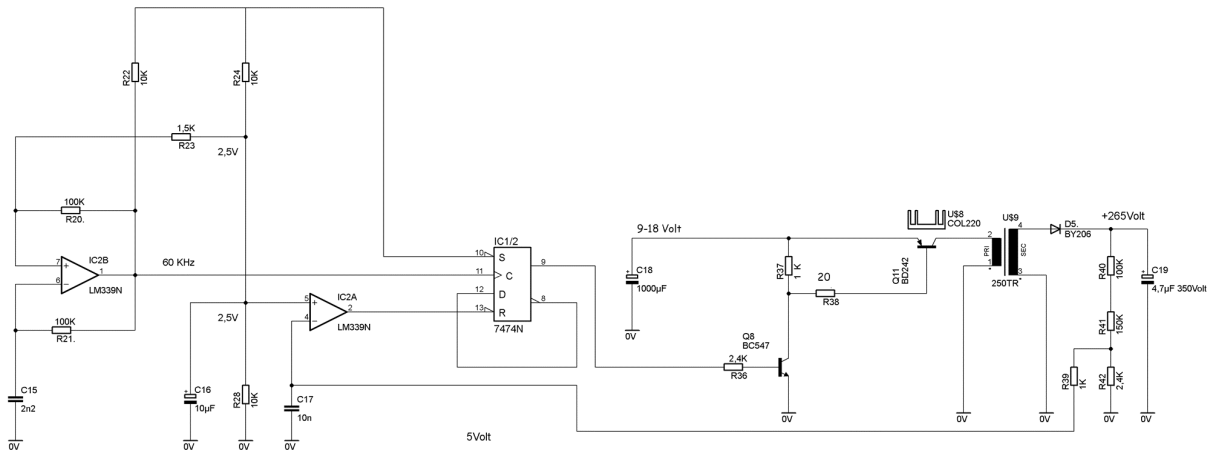 R22
10K
R24
10K
1,5K
R23
2,5V
100K
R20.
IC2B
7
6
1
LM339N
60 KHz
100K
R21.
C15
2n2
0V
C16
10µF
0V
2,5V
R28
10K
0V
IC2A
5
4
2
LM339N
C17
10n
0V
5Volt
IC1/2
10
11
12
13
S
C
D
R
9
8
7474N
2,4K
R36
Q8
BC547
0V
9-18 Volt
C18
1000µF
0V
R37
1 K
20
R38
Q11
BD242
U$8
COL220
U$9
2
1
PRI
SEC
4
3
250TR
0V
0V
D5.
BY206
+265Volt
R40
100K
R41
150K
R39
1K
R42
2,4K
0V
C19
4,7µF 350Volt
0V